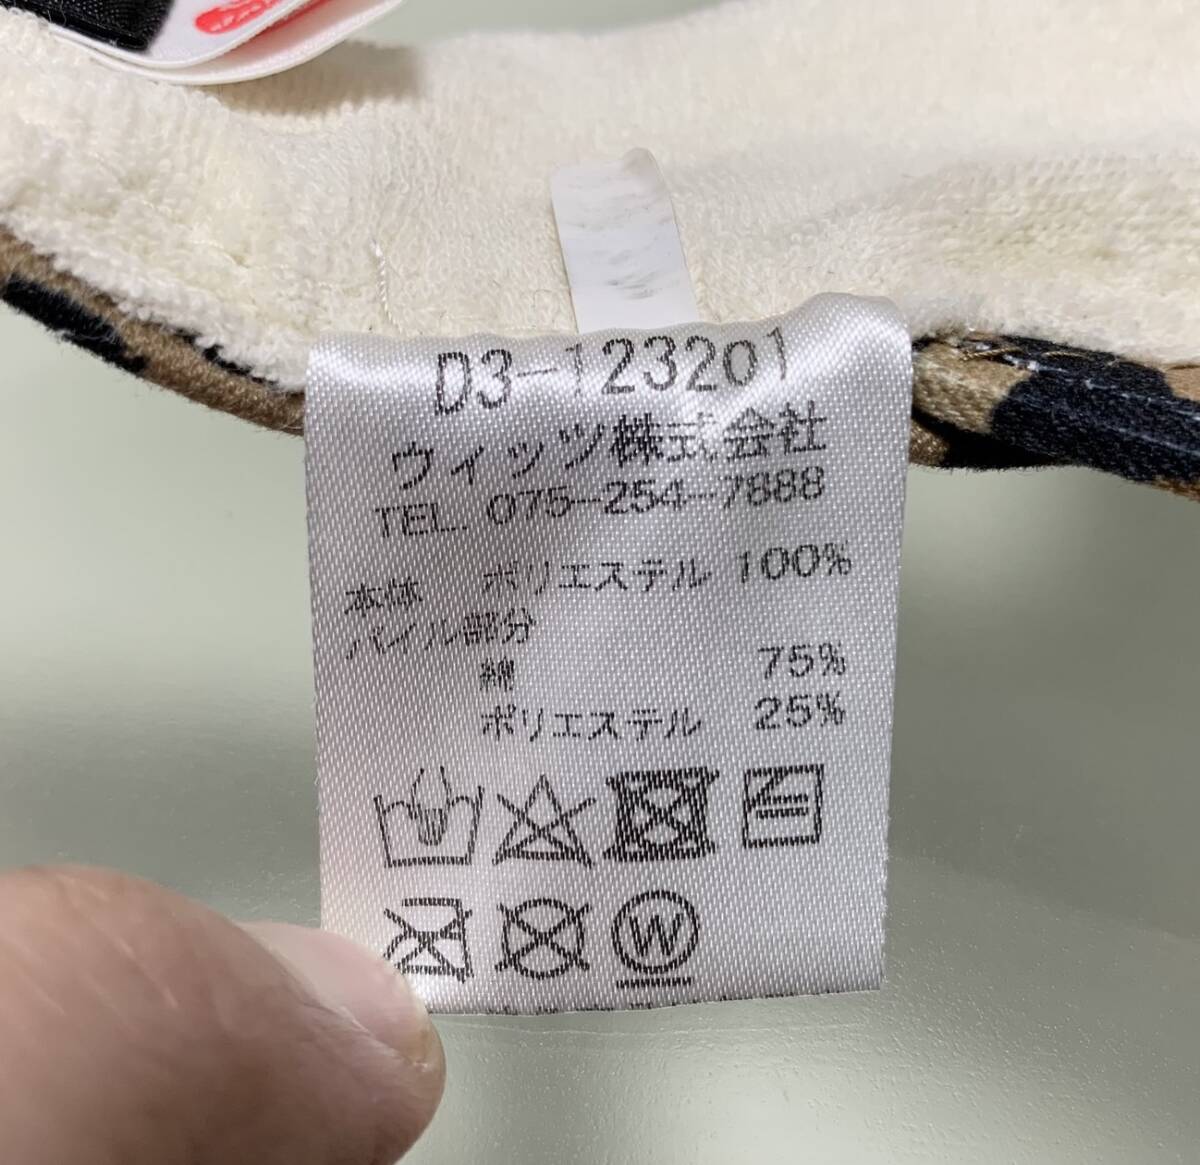 D3-123201
ウィッツ株式会社
TEL. 075-254-7888
本体 ポリエステル 100%
パイル部分
綿 75%
ポリエステル 25%
W